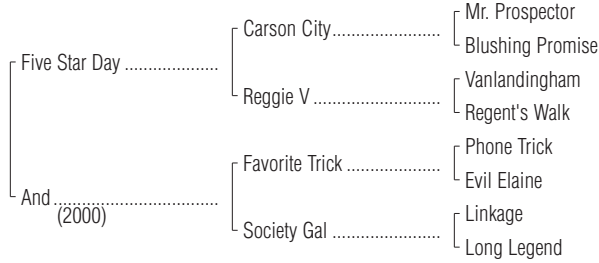 Mr. Prospector
Carson City
Blushing Promise
Five Star Day
Vanlandingham
Reggie V
Regent's Walk
Phone Trick
Favorite Trick
Evil Elaine
And
(2000)
Linkage
Society Gal
Long Legend